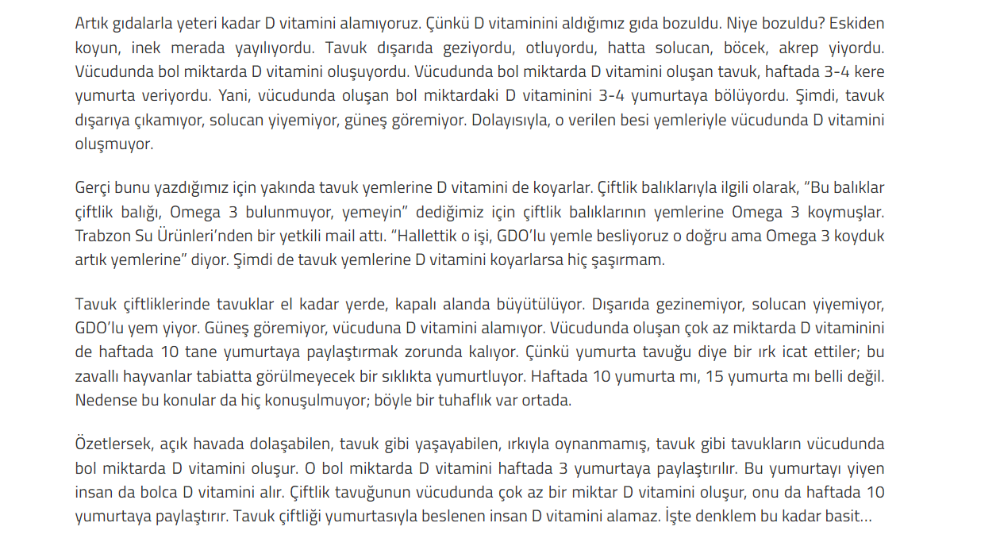 Artık gıdalarla yeteri kadar D vitamini alamıyoruz. Çünkü D vitaminini aldığımız gıda bozuldu. Niye bozuldu? Eskiden
koyun, inek merada yayılıyordu. Tavuk dışarıda geziyordu, otluyordu, hatta solucan, böcek, akrep yiyordu.
Vücudunda bol miktarda D vitamini oluşuyordu. Vücudunda bol miktarda D vitamini oluşan tavuk, haftada 3-4 kere
yumurta veriyordu. Yani, vücudunda oluşan bol miktardaki D vitaminini 3-4 yumurtaya bölüyordu. Şimdi, tavuk
dışarıya çıkamıyor, solucan yiyemiyor, güneş göremiyor. Dolayısıyla, o verilen besi yemleriyle vücudunda D vitamini
oluşmuyor.
Gerçi bunu yazdığımız için yakında tavuk yemlerine D vitamini de koyarlar. Çiftlik balıklarıyla ilgili olarak, “Bu balıklar
çiftlik balığı, Omega 3 bulunmuyor, yemeyin” dediğimiz için çiftlik balıklarının yemlerine Omega 3 koymuşlar.
Trabzon Su Ürünleri’nden bir yetkili mail attı. “Hallettik o işi, GDO’lu yemle besliyoruz o doğru ama Omega 3 koyduk
artık yemlerine” diyor. Şimdi de tavuk yemlerine D vitamini koyarlarsa hiç şaşırmam.
Tavuk çiftliklerinde tavuklar el kadar yerde, kapalı alanda büyütülüyor. Dışarıda gezinemiyor, solucan yiyemiyor,
GDO’lu yem yiyor. Güneş göremiyor, vücuduna D vitamini alamıyor. Vücudunda oluşan çok az miktarda D vitaminini
de haftada 10 tane yumurtaya paylaştırmak zorunda kalıyor. Çünkü yumurta tavuğu diye bir ırk icat ettiler; bu
zavallı hayvanlar tabiatta görülmeyecek bir sıklıkta yumurtluyor. Haftada 10 yumurta mı, 15 yumurta mı belli değil.
Nedense bu konular da hiç konuşulmuyor; böyle bir tuhaflık var ortada.
Özetlersek, açık havada dolaşabilen, tavuk gibi yaşayabilen, ırkıyla oynanmamış, tavuk gibi tavukların vücudunda
bol miktarda D vitamini oluşur. O bol miktarda D vitamini haftada 3 yumurtaya paylaştırılır. Bu yumurtayı yiyen
insan da bolca D vitamini alır. Çiftlik tavuğunun vücudunda çok az bir miktar D vitamini oluşur, onu da haftada 10
yumurtaya paylaştırır. Tavuk çiftliği yumurtasıyla beslenen insan D vitamini alamaz. İşte denklem bu kadar basit…